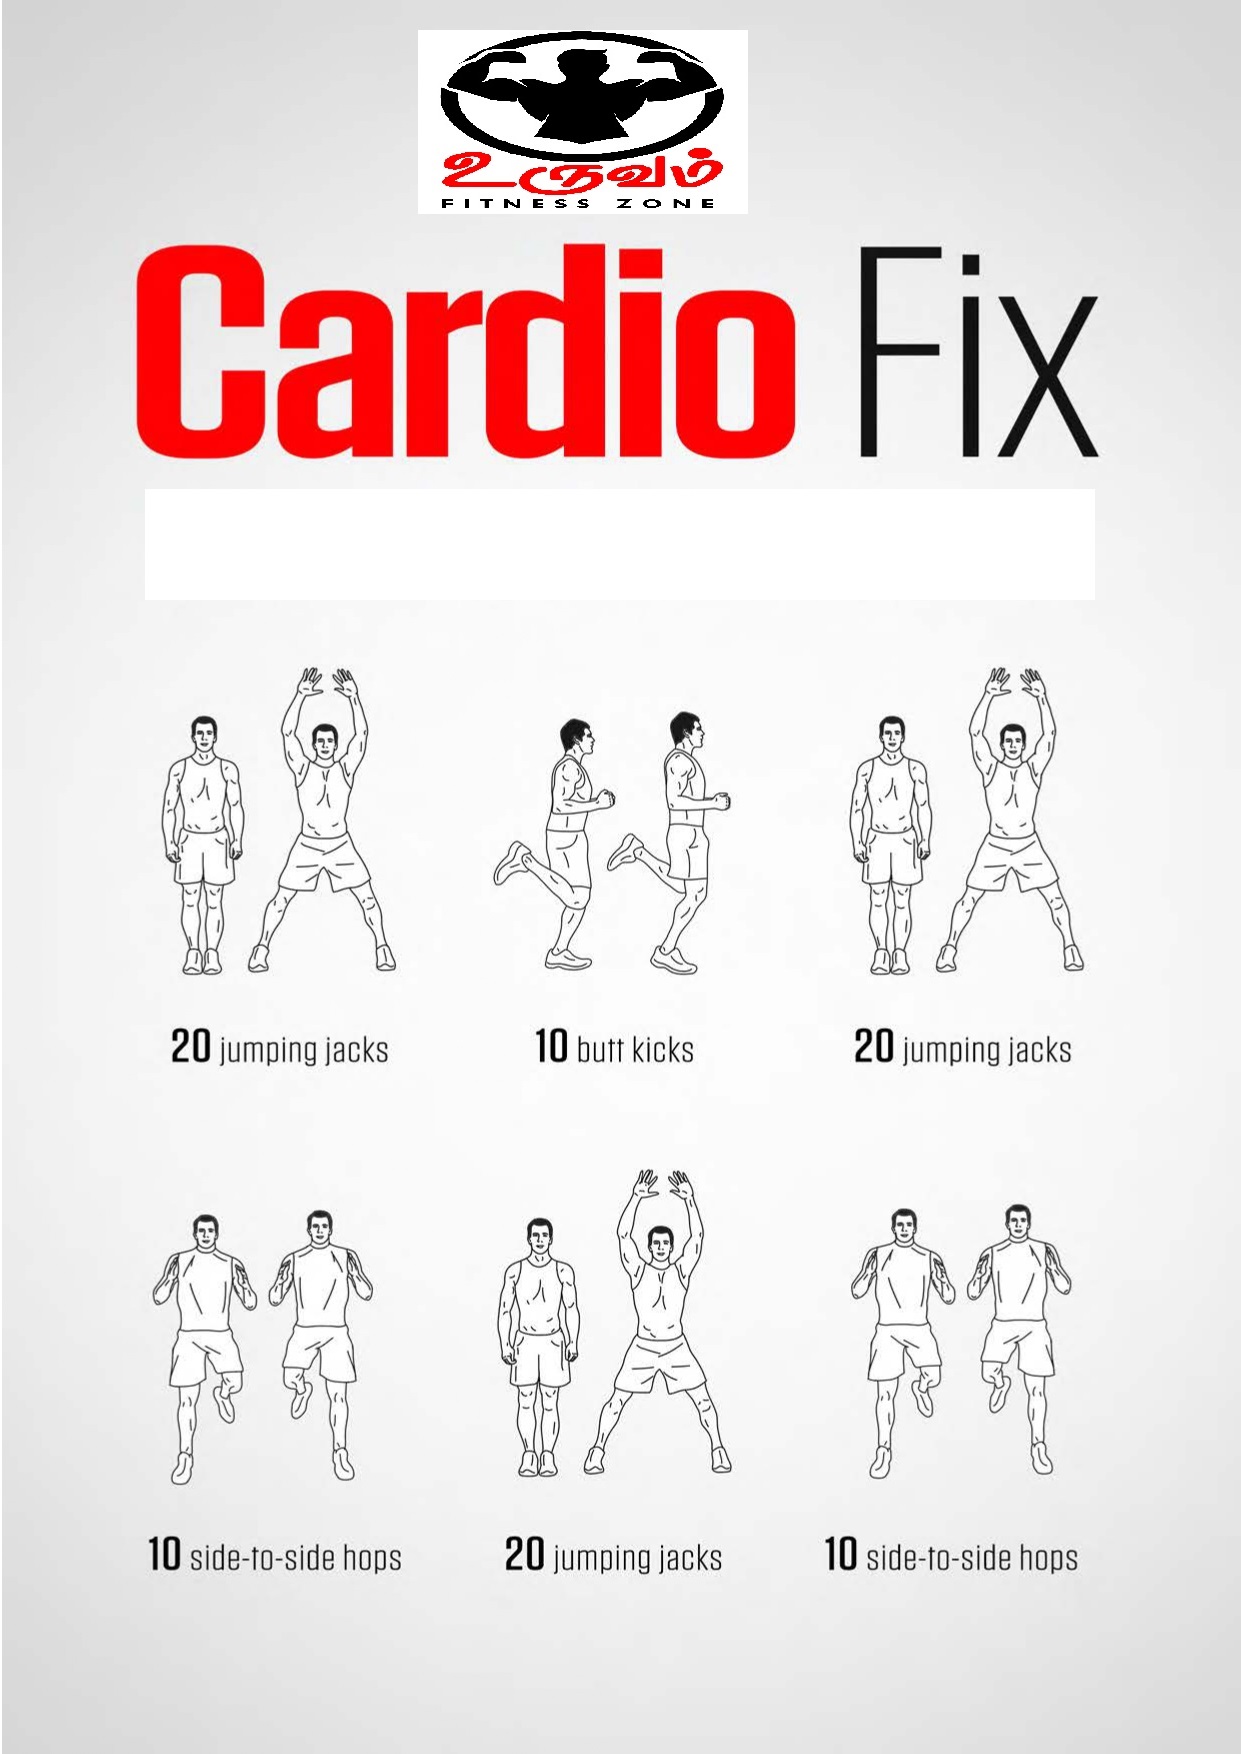 உருவம்
FITNESS ZONE
Cardio Fix
20 jumping jacks
10 butt kicks
20 jumping jacks
10 side-to-side hops
20 jumping jacks
10 side-to-side hops